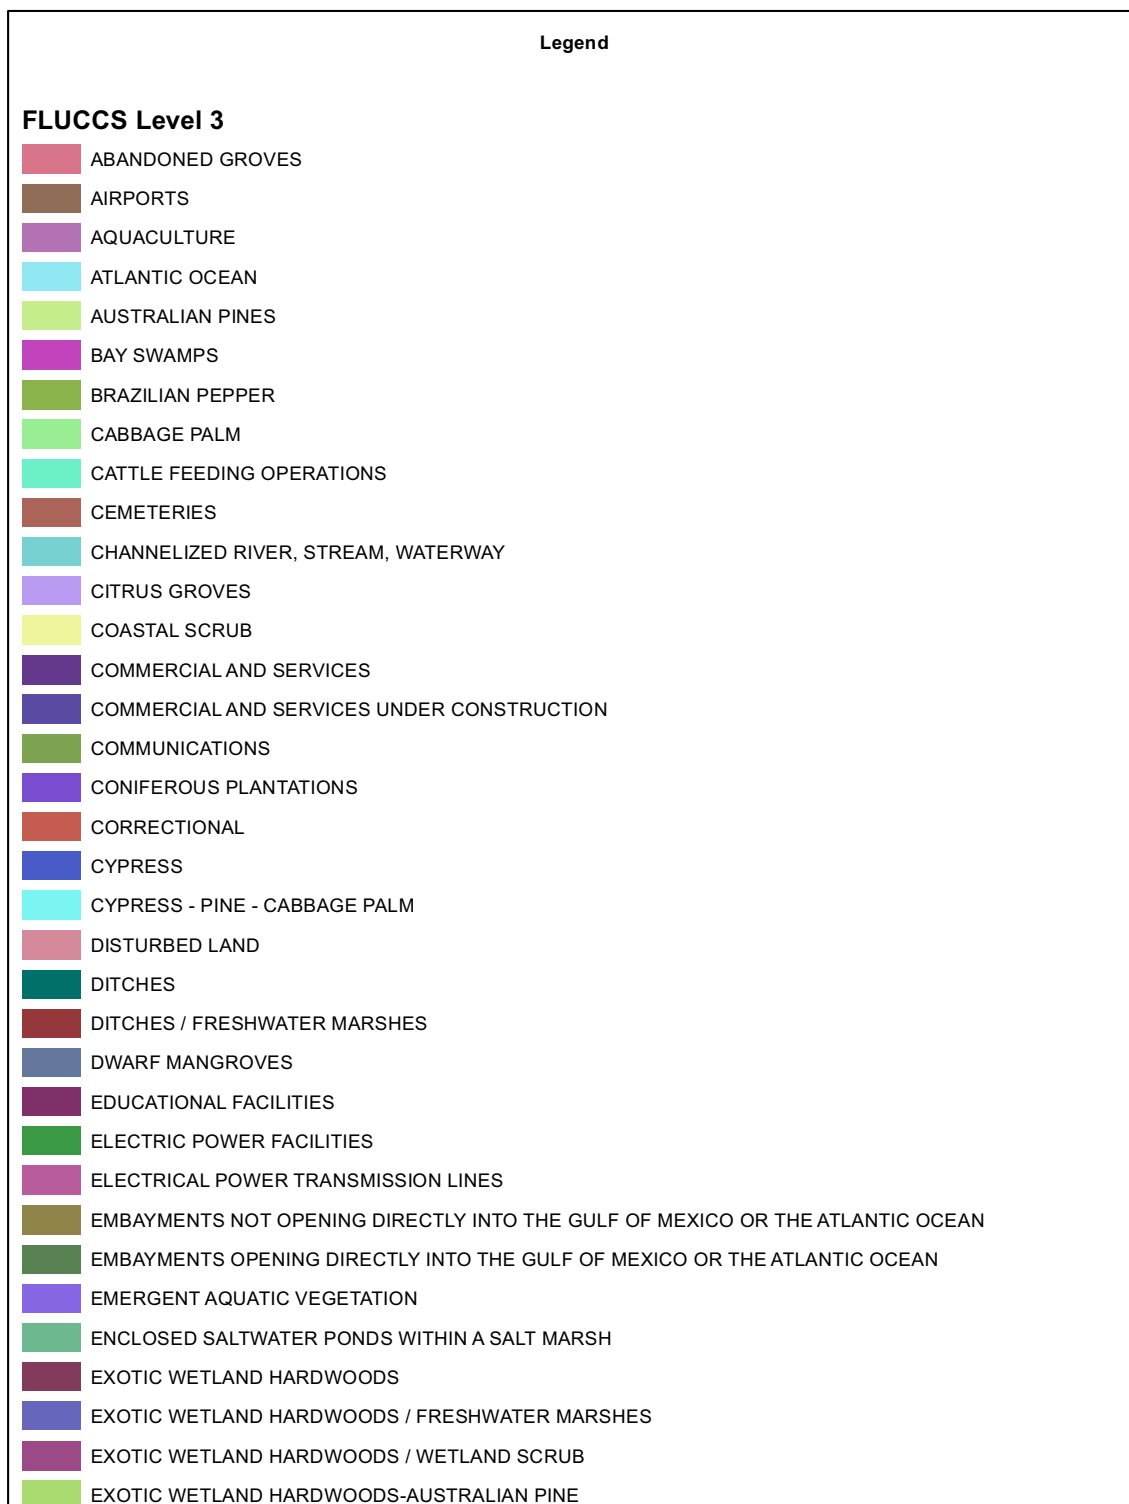 Legend
FLUCCS Level 3
ABANDONED GROVES
AIRPORTS
AQUACULTURE
ATLANTIC OCEAN
AUSTRALIAN PINES
BAY SWAMPS
BRAZILIAN PEPPER
CABBAGE PALM
CATTLE FEEDING OPERATIONS
CEMETERIES
CHANNELIZED RIVER, STREAM, WATERWAY
CITRUS GROVES
COASTAL SCRUB
COMMERCIAL AND SERVICES
COMMERCIAL AND SERVICES UNDER CONSTRUCTION
COMMUNICATIONS
CONIFEROUS PLANTATIONS
CORRECTIONAL
CYPRESS
CYPRESS - PINE - CABBAGE PALM
DISTURBED LAND
DITCHES
DITCHES / FRESHWATER MARSHES
DWARF MANGROVES
EDUCATIONAL FACILITIES
ELECTRIC POWER FACILITIES
ELECTRICAL POWER TRANSMISSION LINES
EMBAYMENTS NOT OPENING DIRECTLY INTO THE GULF OF MEXICO OR THE ATLANTIC OCEAN
EMBAYMENTS OPENING DIRECTLY INTO THE GULF OF MEXICO OR THE ATLANTIC OCEAN
EMERGENT AQUATIC VEGETATION
ENCLOSED SALTWATER PONDS WITHIN A SALT MARSH
EXOTIC WETLAND HARDWOODS
EXOTIC WETLAND HARDWOODS / FRESHWATER MARSHES
EXOTIC WETLAND HARDWOODS / WETLAND SCRUB
EXOTIC WETLAND HARDWOODS-AUSTRALIAN PINE